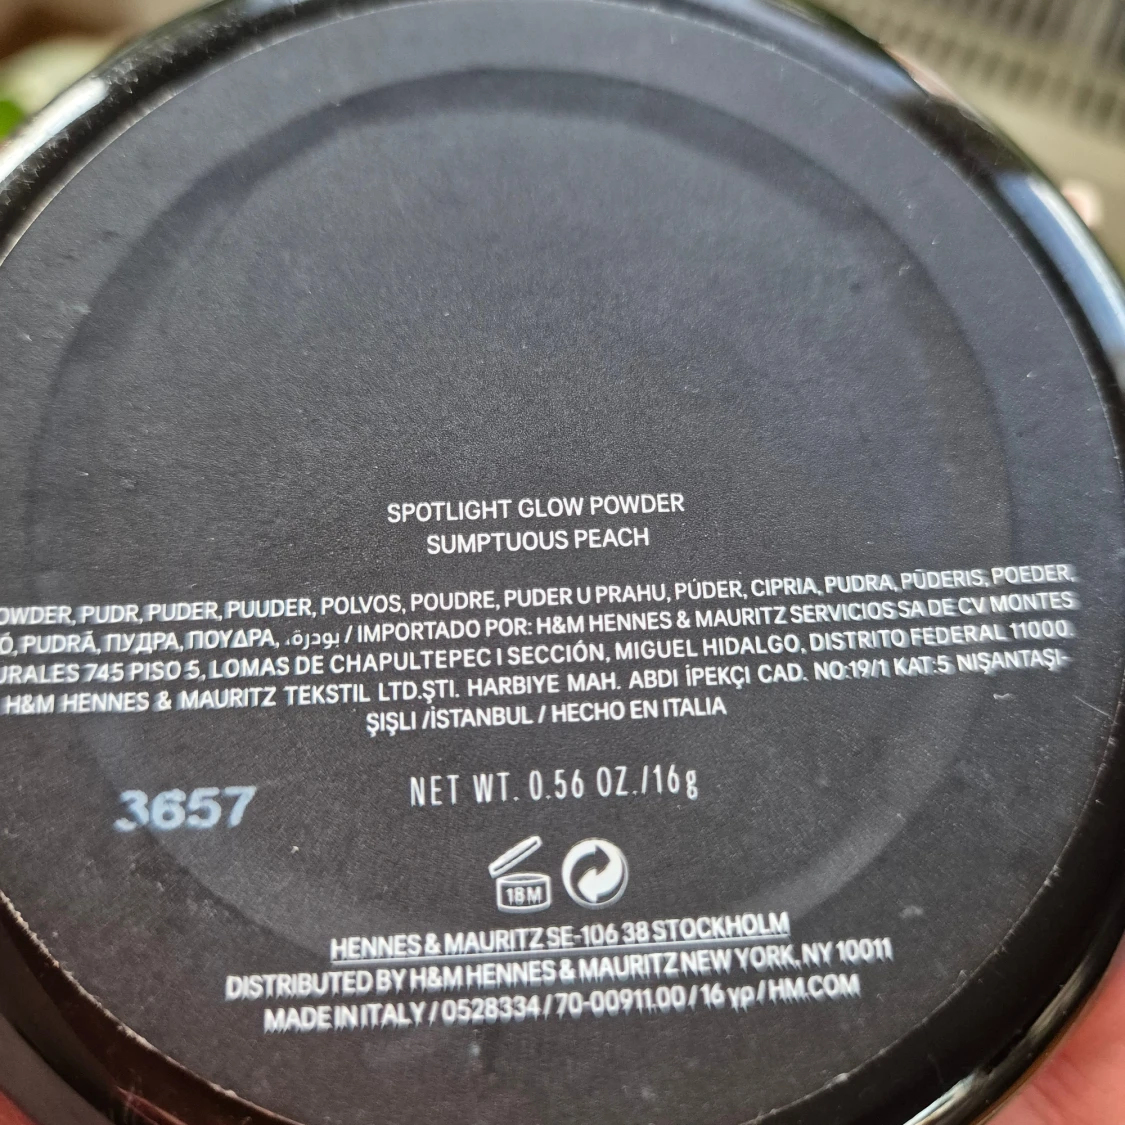 SPOTLIGHT GLOW POWDER
SUMPTUOUS PEACH
PUDR, PUDER, PUUDER, POLVOS, POUDRE, PUDER U PRAHU, PÚDER, CIPRIA, PUDRA, PŪDERIS, POEDER,
PUDRĂ, ПУДРА, ΠΟΥΔΡΑ, بودرة، / IMPORTADO POR: H&M HENNES & MAURITZ SERVICIOS SA DE CV MONTES
745 PISO 5, LOMAS DE CHAPULTEPEC I SECCIÓN, MIGUEL HIDALGO, DISTRITO FEDERAL 11000.
H&M HENNES & MAURITZ TEKSTIL LTD.ŞTI. HARBIYE MAH. ABDI İPEKÇI CAD. NO:19/1 KAT:5 NIŞANTAŞI-
ŞIŞLI /İSTANBUL / HECHO EN ITALIA
NET WT. 0.56 OZ./16g
3657
18M
HENNES & MAURITZ SE-106 38 STOCKHOLM
DISTRIBUTED BY H&M HENNES & MAURITZ NEW YORK, NY 10011
MADE IN ITALY / 0528334 / 70-00911.00 / 16 yp / HM.COM